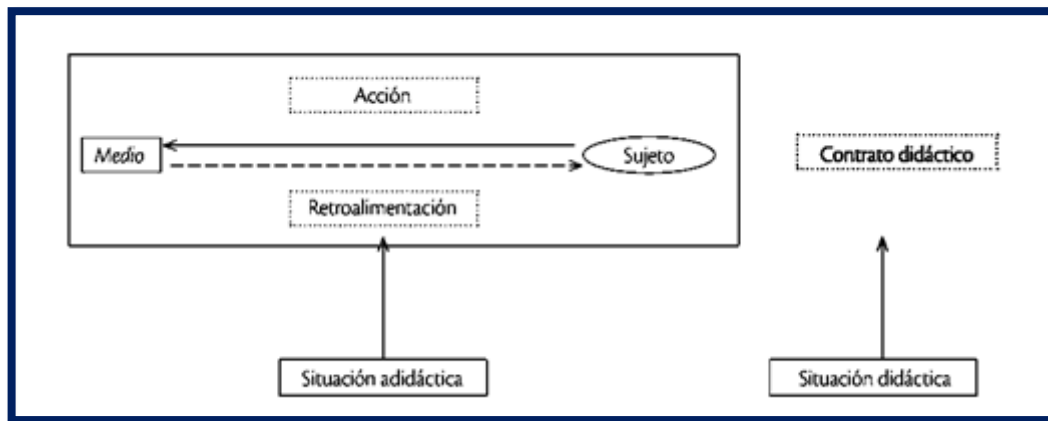 Acción
Medio
Sujeto
Contrato didáctico
Retroalimentación
Situación adidáctica
Situación didáctica